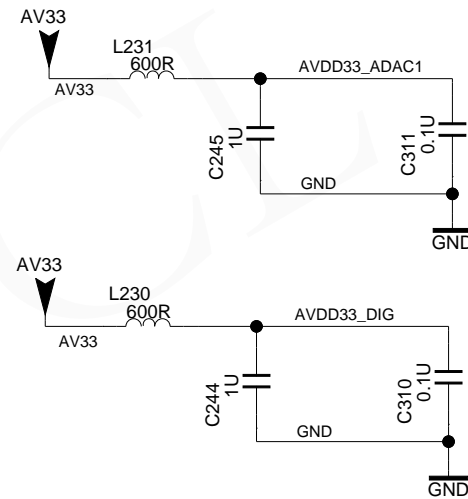 AV33
L231
600R
AV33
AVDD33_ADAC1
C245
1U
C311
0.1U
GND
GND
AV33
L230
600R
AV33
AVDD33_DIG
C244
1U
C310
0.1U
GND
GND